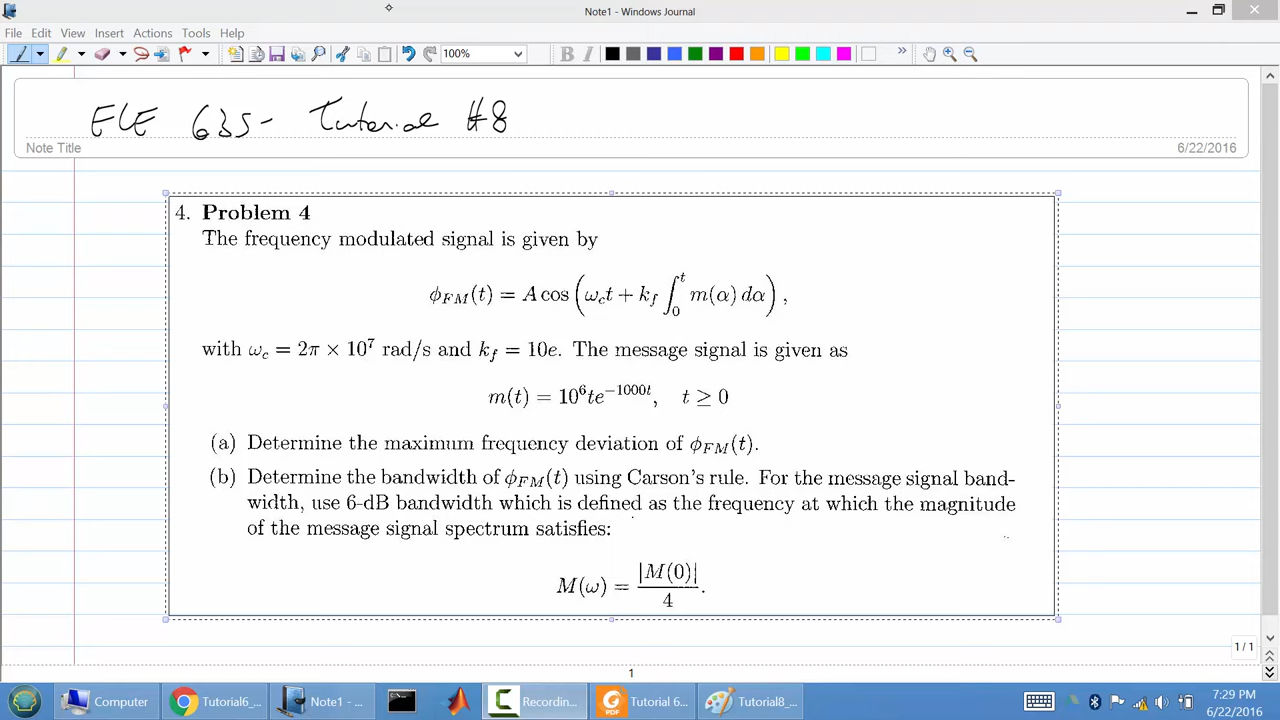 Note1 - Windows Journal
File Edit View Insert Actions Tools Help
100% B I »
ELE 635- Tutorial #8
Note Title 6/22/2016
4. Problem 4
The frequency modulated signal is given by
ϕ_FM(t) = A cos (ω_c t + k_f ∫_0^t m(α) dα) ,
with ω_c = 2π × 10^7 rad/s and k_f = 10e. The message signal is given as
m(t) = 10^6 te^{-1000t}, t ≥ 0
(a) Determine the maximum frequency deviation of ϕ_FM(t).
(b) Determine the bandwidth of ϕ_FM(t) using Carson's rule. For the message signal band-
width, use 6-dB bandwidth which is defined as the frequency at which the magnitude
of the message signal spectrum satisfies:
M(ω) = |M(0)| / 4 .
1 / 1
1
Computer Tutorial6_... Note1 - ... Recordin... Tutorial 6... Tutorial8_... 7:29 PM
PDF 6/22/2016